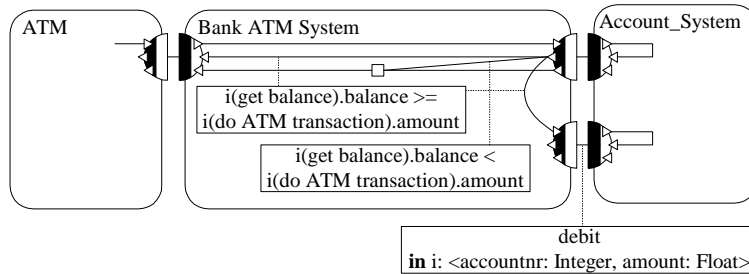 ATM
Bank ATM System
Account_System
i(get balance).balance >=
i(do ATM transaction).amount
i(get balance).balance <
i(do ATM transaction).amount
debit
in i: <accountnr: Integer, amount: Float>